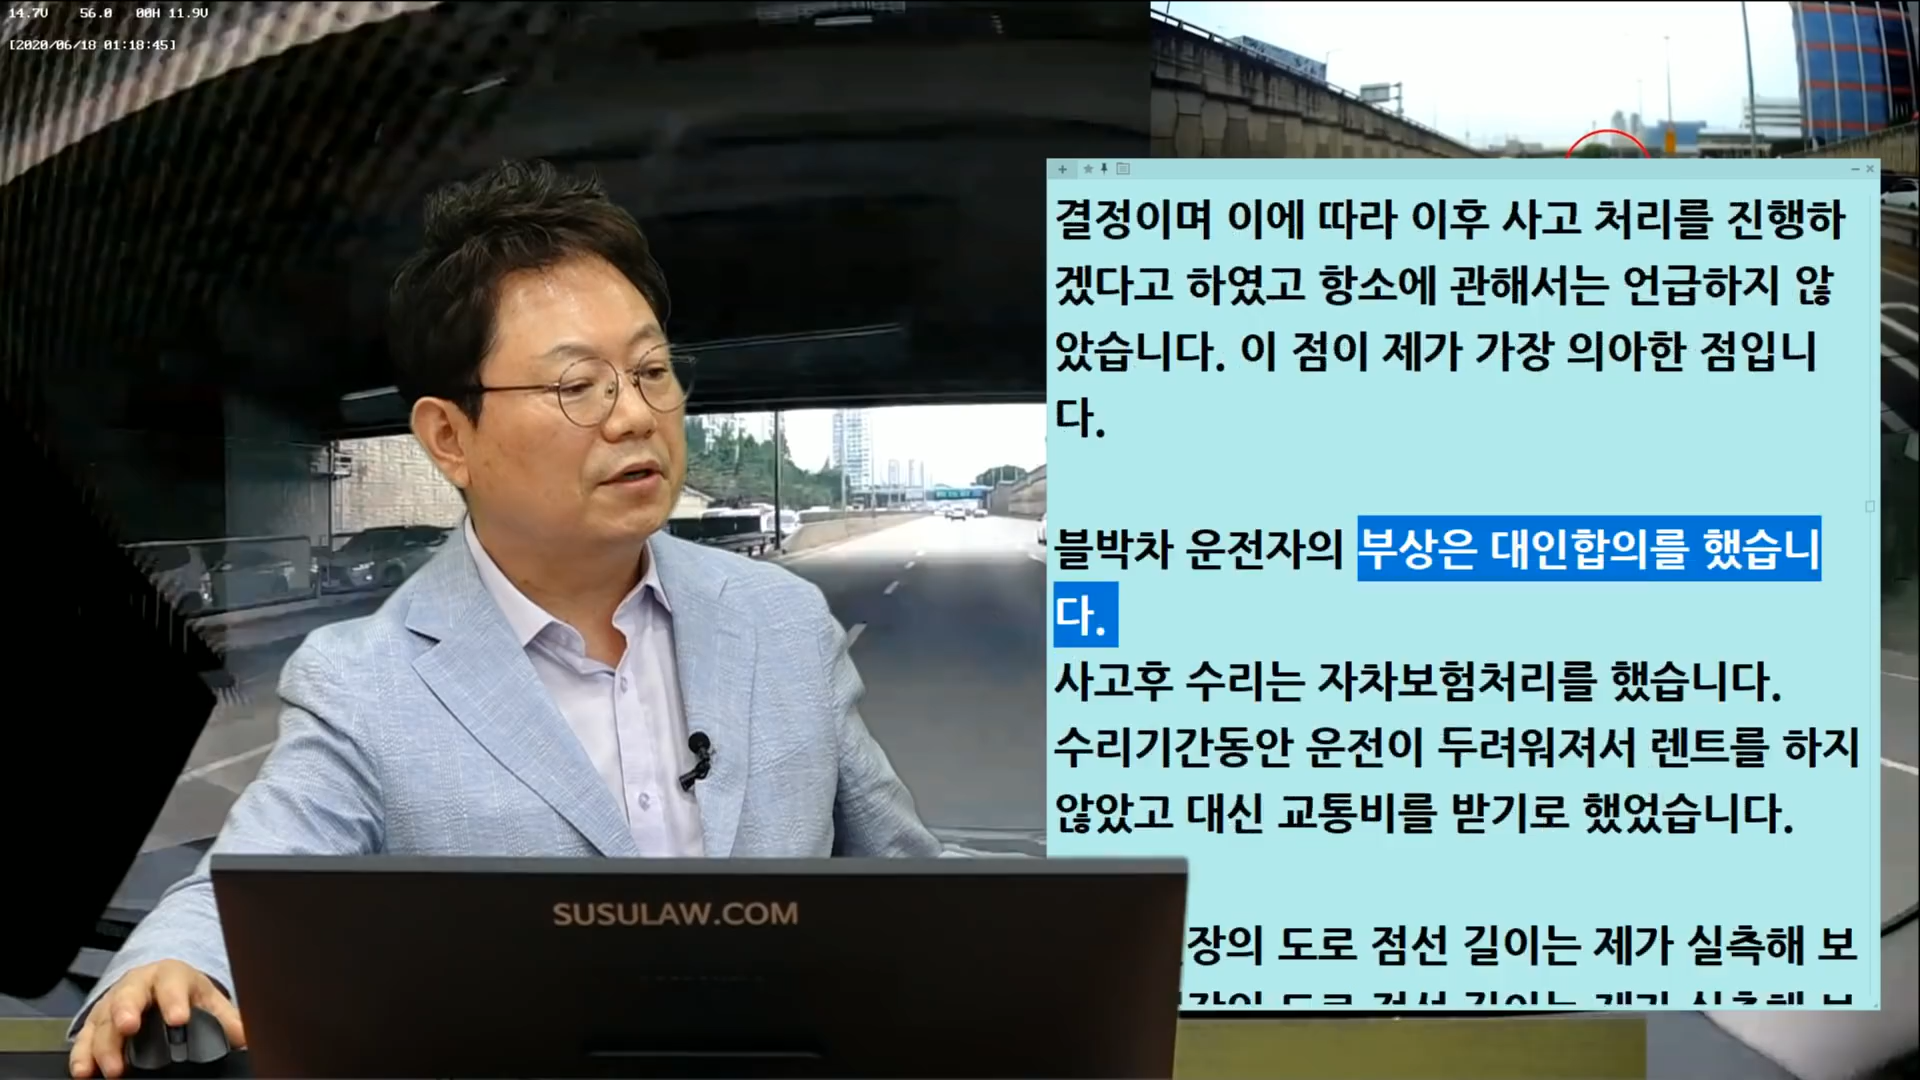 14.7V 56.0 00H 11.9V
[2020/06/18 01:18:45]
결정이며 이에 따라 이후 사고 처리를 진행하
겠다고 하였고 항소에 관해서는 언급하지 않
았습니다. 이 점이 제가 가장 의아한 점입니
다.
블박차 운전자의 부상은 대인합의를 했습니
다.
사고후 수리는 자차보험처리를 했습니다.
수리기간동안 운전이 두려워져서 렌트를 하지
않았고 대신 교통비를 받기로 했었습니다.
장의 도로 점선 길이는 제가 실측해 보
SUSULAW.COM